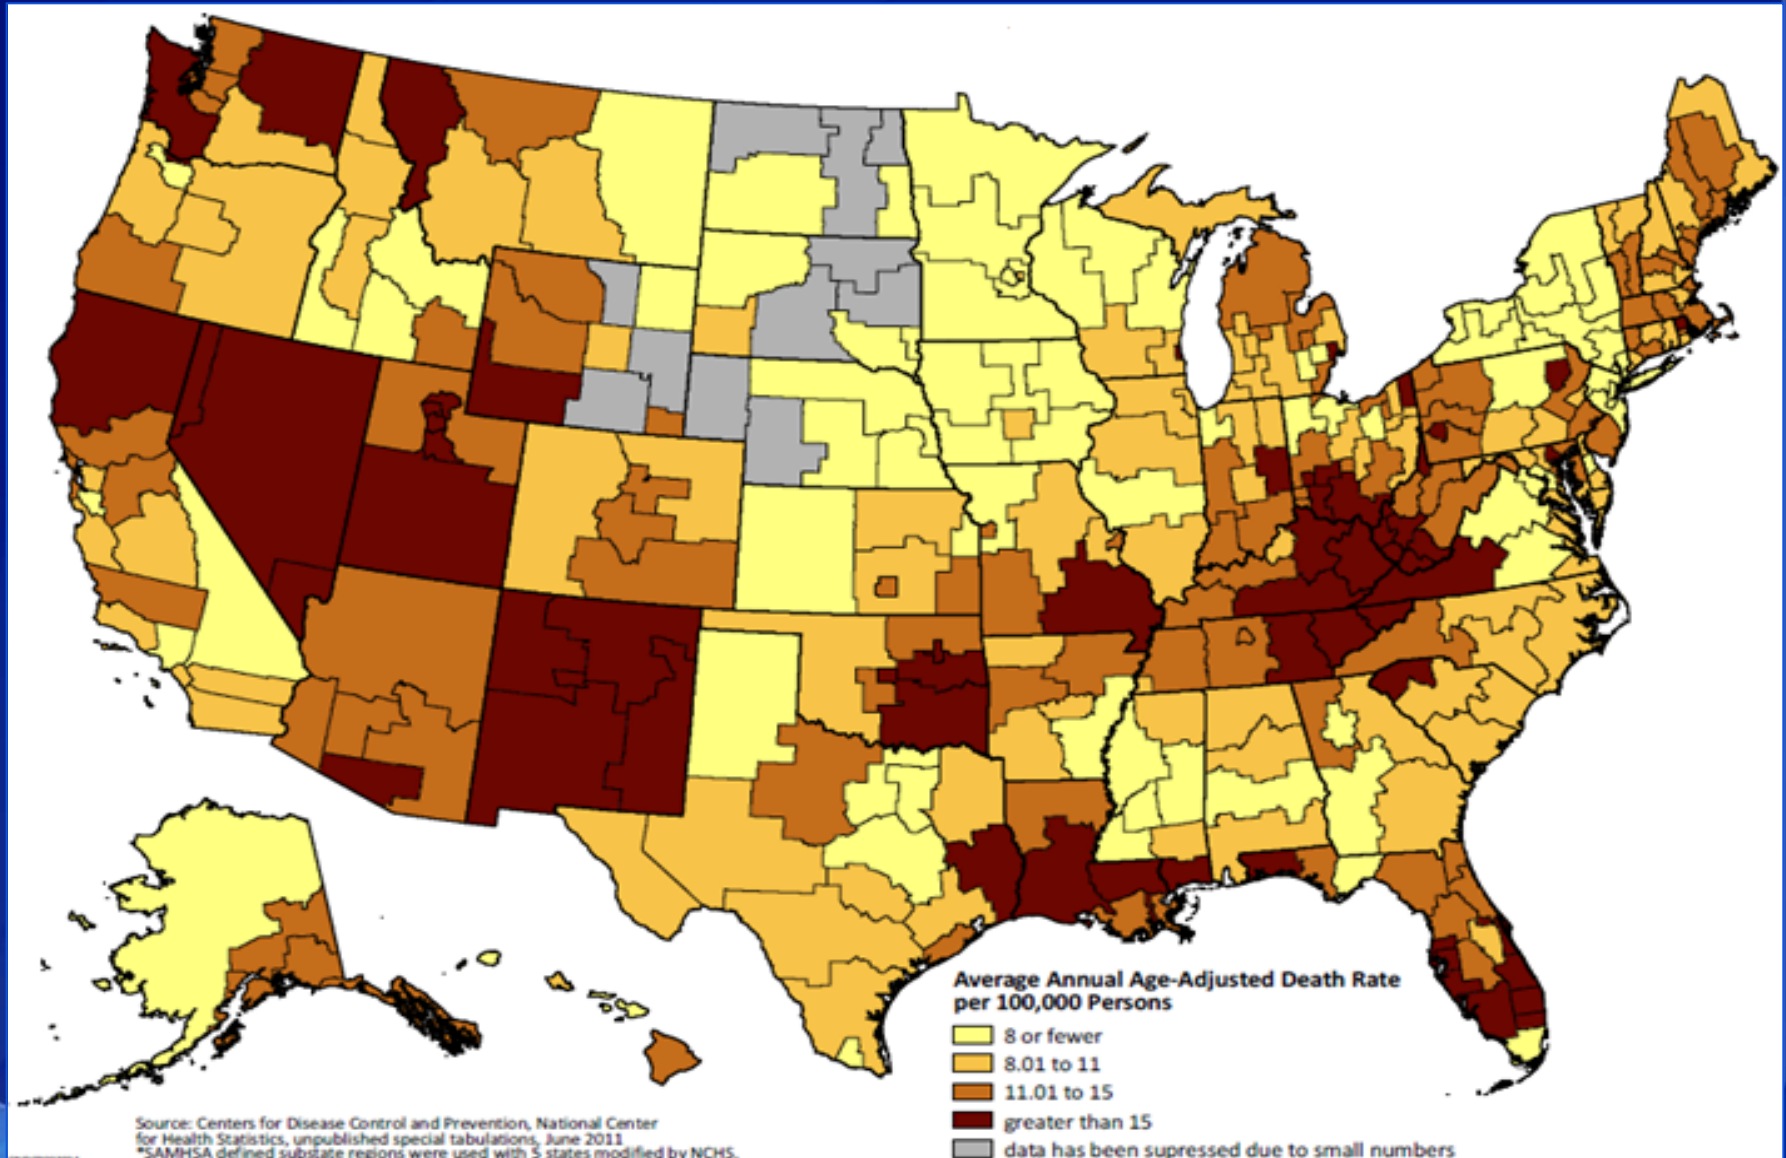 Average Annual Age-Adjusted Death Rate
per 100,000 Persons
8 or fewer
8.01 to 11
11.01 to 15
greater than 15
data has been supressed due to small numbers
Source: Centers for Disease Control and Prevention, National Center
for Health Statistics, unpublished special tabulations, June 2011
*SAMHSA defined substate regions were used with 5 states modified by NCHS.